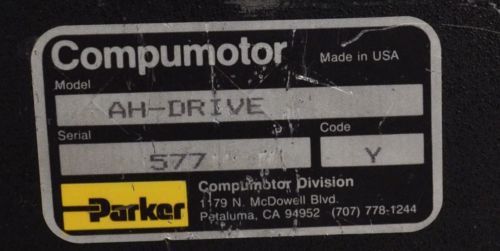 Compumotor Made in USA
Model
AH-DRIVE
Serial Code
577 Y
Parker Compumotor Division
1179 N. McDowell Blvd.
Petaluma, CA 94952 (707) 778-1244